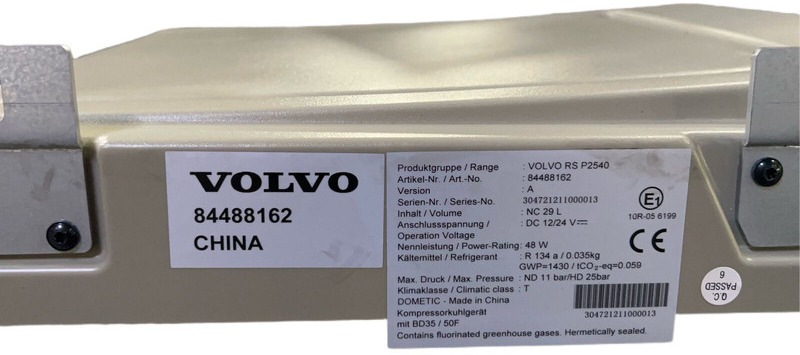 VOLVO
84488162
CHINA
Produktgruppe / Range : VOLVO RS P2540
Artikel-Nr. / Art.-No. : 84488162
Version : A
Serien-Nr. / Series-No. : 304721211000013
Inhalt / Volume : NC 29 L
Anschlussspannung / : DC 12/24 V⎓
Operation Voltage
Nennleistung / Power-Rating: 48 W
Kältemittel / Refrigerant : R 134 a / 0.035kg
GWP=1430 / tCO₂-eq=0.059
Max. Druck / Max. Pressure : ND 11 bar/HD 25bar
Klimaklasse / Climatic class : T
DOMETIC - Made in China
Kompressorkuhlgerät
mit BD35 / 50F
Contains fluorinated greenhouse gases. Hermetically sealed.
E1
10R-05 6199
CE
304721211000013
Q.C.
PASSED
6